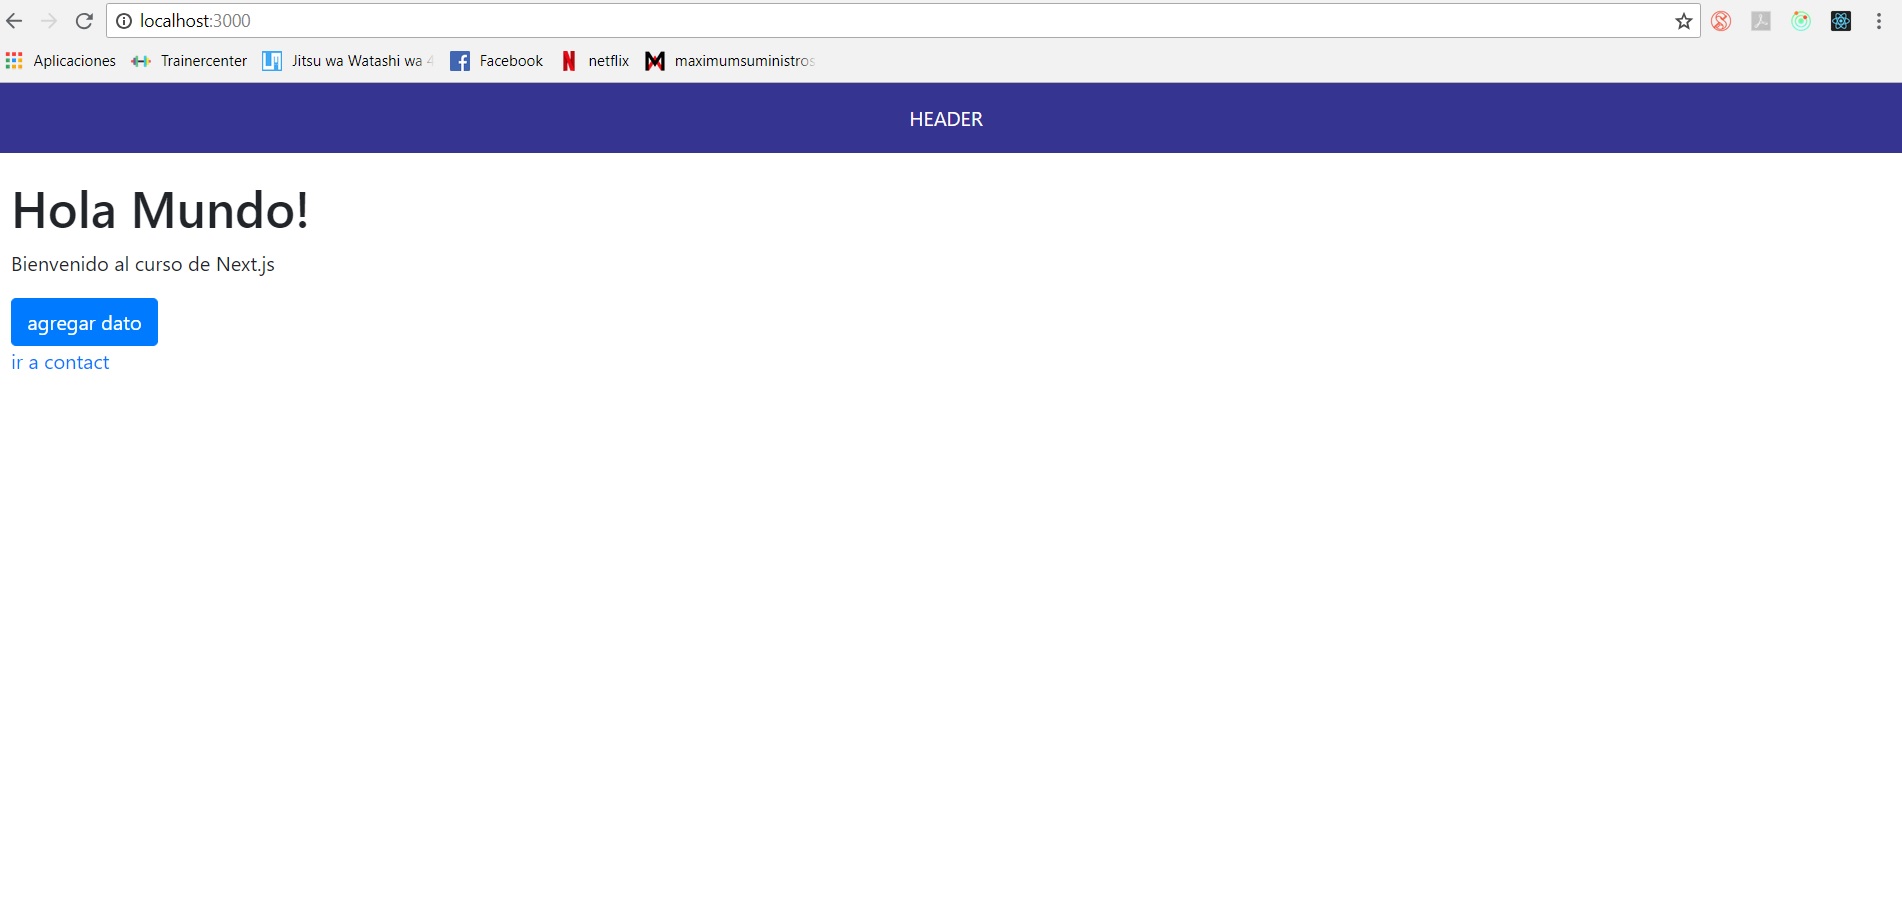 localhost:3000
Aplicaciones Trainercenter Jitsu wa Watashi wa Facebook netflix maximumsuministros
HEADER
Hola Mundo!
Bienvenido al curso de Next.js
agregar dato
ir a contact